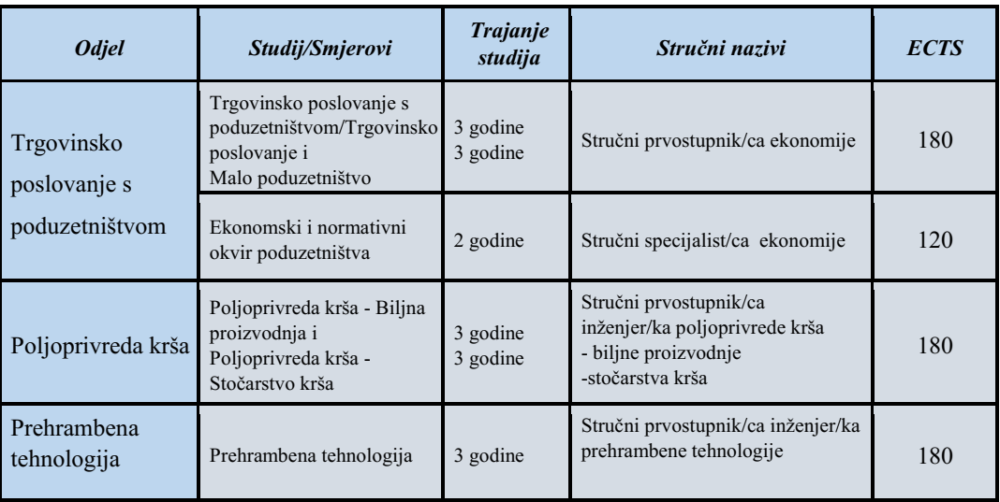 Odjel
Studij/Smjerovi
Trajanje
studija
Stručni nazivi
ECTS
Trgovinsko
poslovanje s
poduzetništvom
Trgovinsko poslovanje s
poduzetništvom/Trgovinsko
poslovanje i
Malo poduzetništvo
3 godine
3 godine
Stručni prvostupnik/ca ekonomije
180
Ekonomski i normativni
okvir poduzetništva
2 godine
Stručni specijalist/ca ekonomije
120
Poljoprivreda krša
Poljoprivreda krša - Biljna
proizvodnja i
Poljoprivreda krša -
Stočarstvo krša
3 godine
3 godine
Stručni prvostupnik/ca
inženjer/ka poljoprivrede krša
- biljne proizvodnje
-stočarstva krša
180
Prehrambena
tehnologija
Prehrambena tehnologija
3 godine
Stručni prvostupnik/ca inženjer/ka
prehrambene tehnologije
180